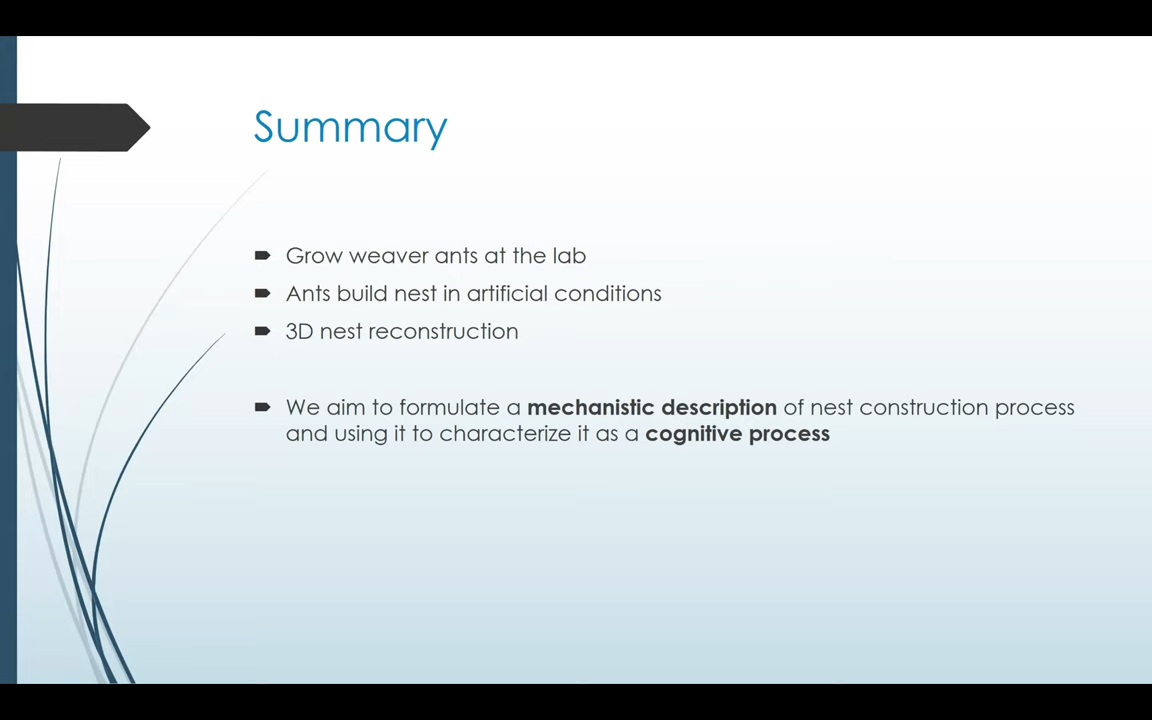 Summary
Grow weaver ants at the lab
Ants build nest in artificial conditions
3D nest reconstruction
We aim to formulate a mechanistic description of nest construction process
and using it to characterize it as a cognitive process